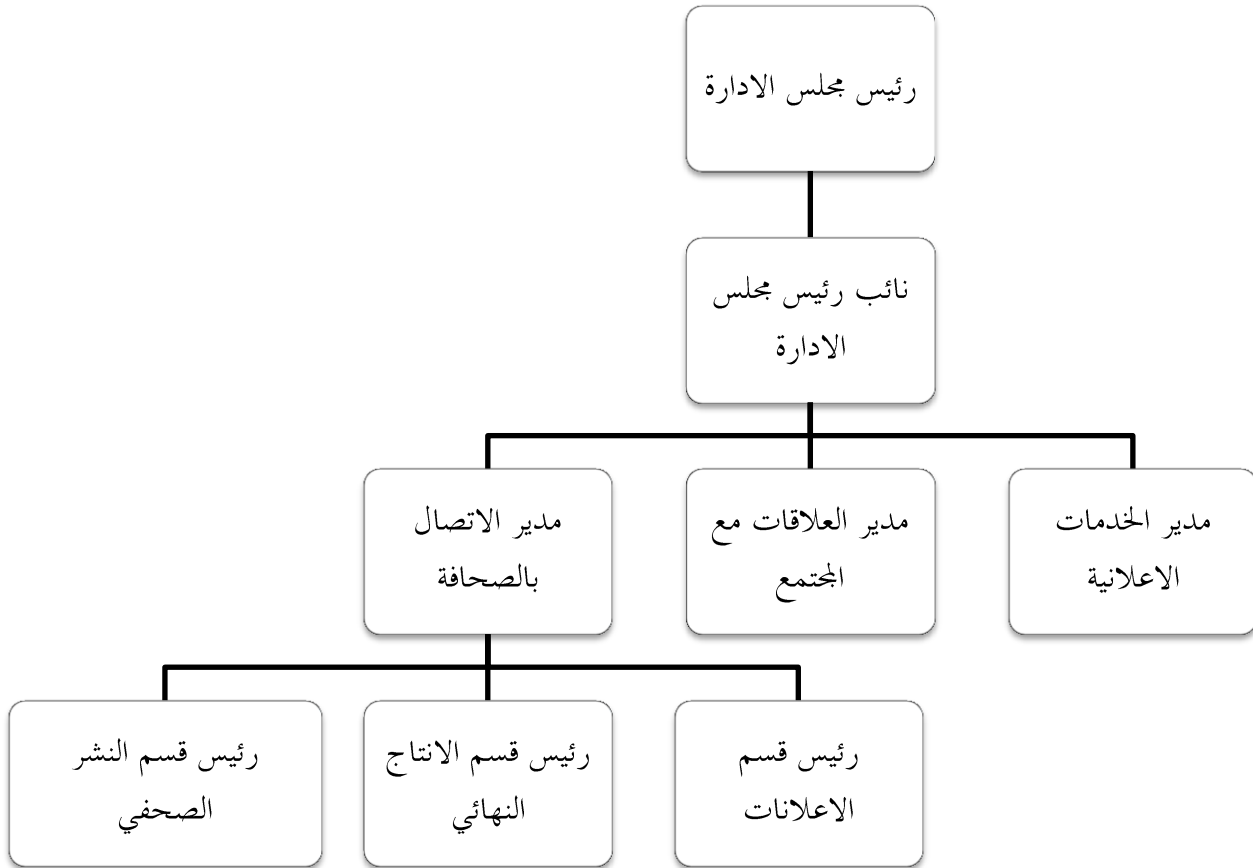 رئيس مجلس الادارة
نائب رئيس مجلس
الادارة
مدير الخدمات
الاعلانية
مدير العلاقات مع
المجتمع
مدير الاتصال
بالصحافة
رئيس قسم
الاعلانات
رئيس قسم الانتاج
النهائي
رئيس قسم النشر
الصحفي